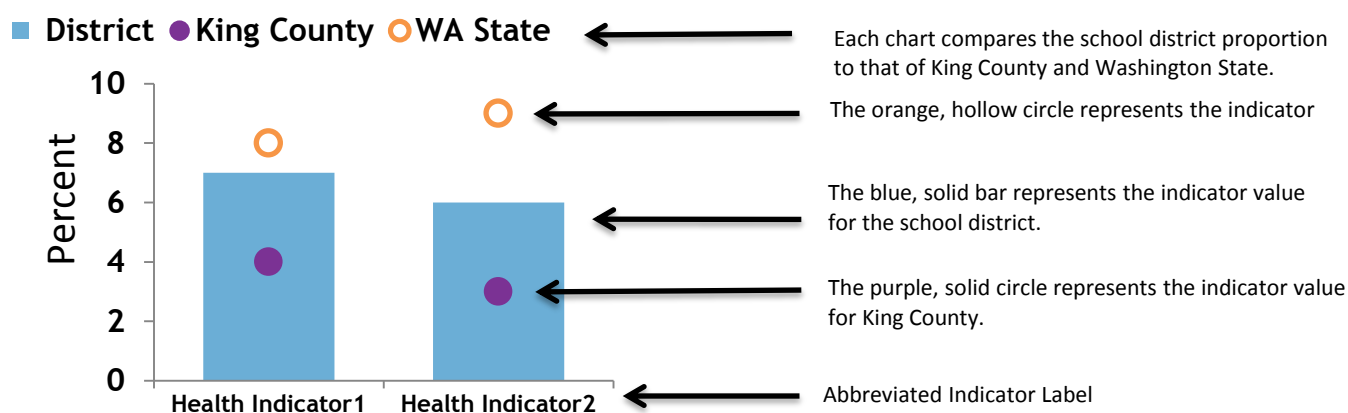 District King County WA State
Each chart compares the school district proportion
to that of King County and Washington State.
10
The orange, hollow circle represents the indicator
8
Percent
The blue, solid bar represents the indicator value
for the school district.
6
4
The purple, solid circle represents the indicator value
for King County.
2
0
Abbreviated Indicator Label
Health Indicator1 Health Indicator2